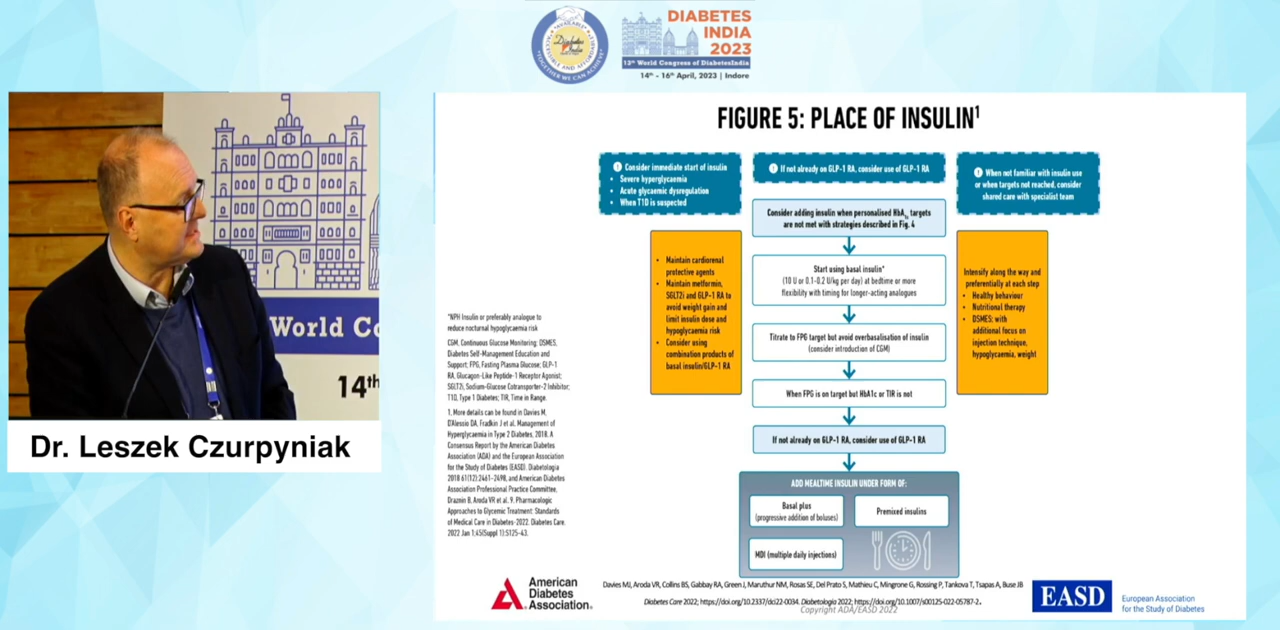 DIABETES
INDIA
2023
13th World Congress of DiabetesIndia
14th - 16th April, 2023 | Indore
Diabetes
India
TOGETHER WE CAN ACHIEVE
World Co
14th
Dr. Leszek Czurpyniak
FIGURE 5: PLACE OF INSULIN1
! Consider immediate start of insulin
• Severe hyperglycaemia
• Acute glycaemic dysregulation
• When T1D is suspected
! If not already on GLP-1 RA, consider use of GLP-1 RA
! When not familiar with insulin use
or when targets not reached, consider
shared care with specialist team
Consider adding insulin when personalised HbA1c targets
are not met with strategies described in Fig. 4
• Maintain cardiorenal
protective agents
• Maintain metformin,
SGLT2i and GLP-1 RA to
avoid weight gain and
limit insulin dose and
hypoglycaemia risk
• Consider using
combination products of
basal insulin/GLP-1 RA
Start using basal insulin*
(10 U or 0.1-0.2 U/kg per day) at bedtime or more
flexibility with timing for longer-acting analogues
Titrate to FPG target but avoid overbasalisation of insulin
(consider introduction of CGM)
When FPG is on target but HbA1c or TIR is not
If not already on GLP-1 RA, consider use of GLP-1 RA
Intensify along the way and
preferentially at each step
• Healthy behaviour
• Nutritional therapy
• DSMES: with
additional focus on
injection technique,
hypoglycaemia, weight
ADD MEALTIME INSULIN UNDER FORM OF:
Basal plus
(progressive addition of boluses)
Premixed insulins
MDI (multiple daily injections)
*NPH Insulin or preferably analogue to
reduce nocturnal hypoglycaemia risk
CGM, Continuous Glucose Monitoring; DSMES,
Diabetes Self-Management Education and
Support; FPG, Fasting Plasma Glucose; GLP-1
RA, Glucagon-Like Peptide-1 Receptor Agonist;
SGLT2i, Sodium-Glucose Cotransporter-2 Inhibitor;
T1D, Type 1 Diabetes; TIR, Time in Range.
1. More details can be found in Davies M,
D'Alessio DA, Fradkin J et al. Management of
Hyperglycaemia in Type 2 Diabetes, 2018. A
Consensus Report by the American Diabetes
Association (ADA) and the European Association
for the Study of Diabetes (EASD). Diabetologia
2018 61(12):2461-2498, and American Diabetes
Association Professional Practice Committee,
Draznin B, Aroda VR et al. 9. Pharmacologic
Approaches to Glycemic Treatment: Standards
of Medical Care in Diabetes-2022. Diabetes Care.
2022 Jan 1;45(Suppl 1):S125-43.
American
Diabetes
Association®
Davies MJ, Aroda VR, Collins BS, Gabbay RA, Green J, Maruthur NM, Rosas SE, Del Prato S, Mathieu C, Mingrone G, Rossing P, Tankova T, Tsapas A, Buse JB
Diabetes Care 2022; https://doi.org/10.2337/dci22-0034. Diabetologia 2022; https://doi.org/10.1007/s00125-022-05787-2.
Copyright ADA/EASD 2022
EASD
European Association
for the Study of Diabetes